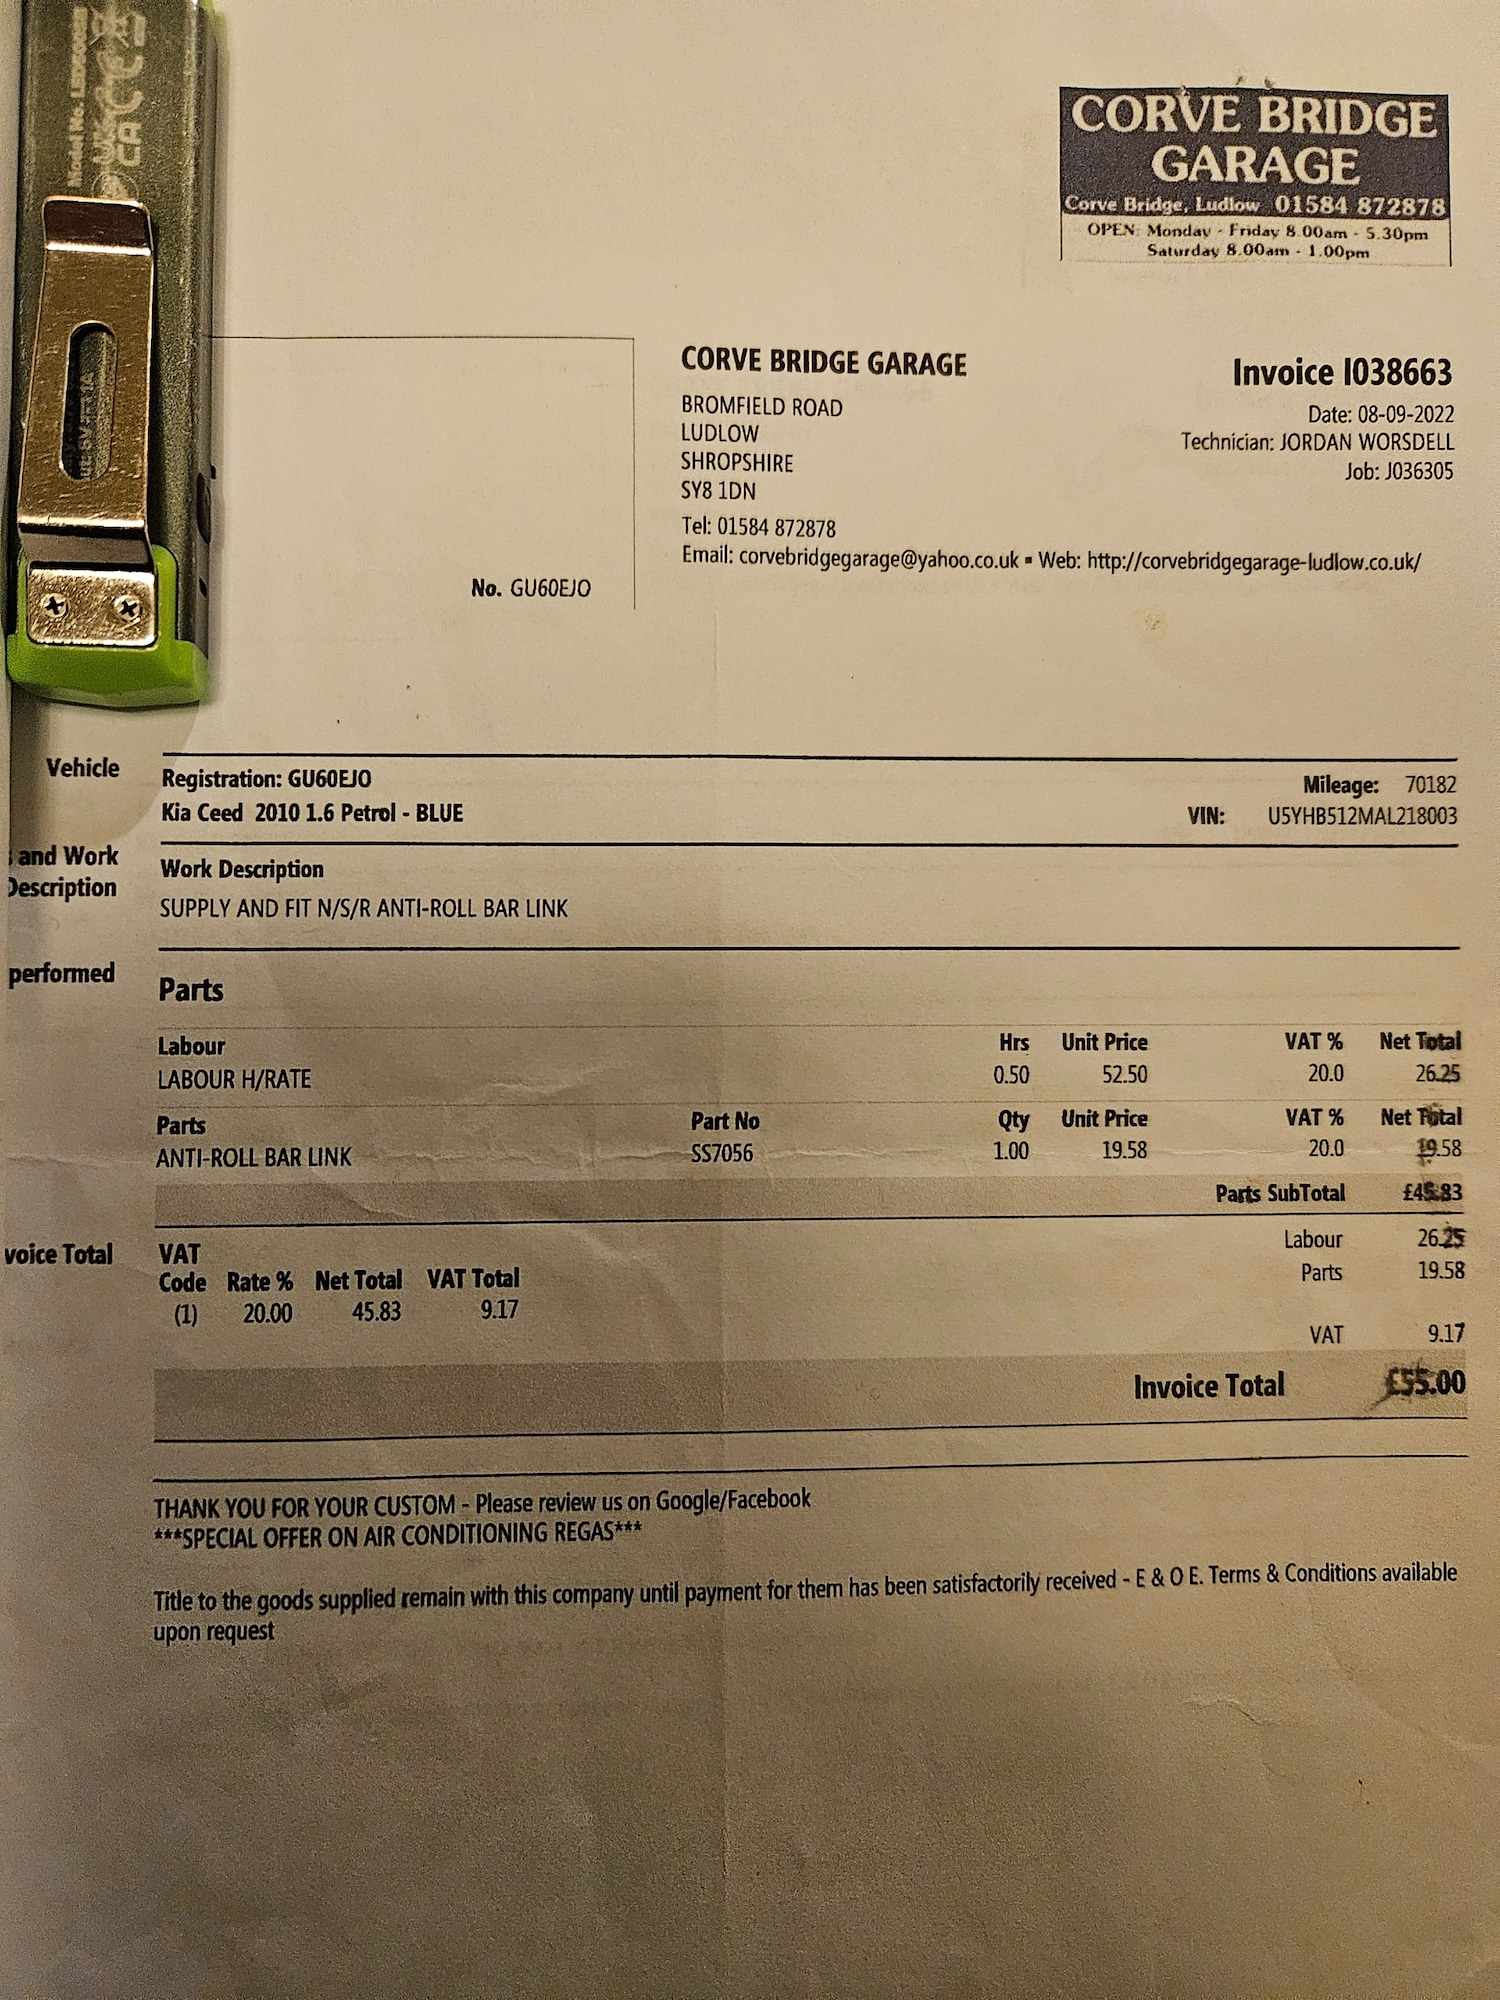 Model No.
UK
CA CE
CORVE BRIDGE
GARAGE
Corve Bridge, Ludlow 01584 872878
OPEN: Monday - Friday 8.00am - 5.30pm
Saturday 8.00am - 1.00pm
CORVE BRIDGE GARAGE
BROMFIELD ROAD
LUDLOW
SHROPSHIRE
SY8 1DN
Tel: 01584 872878
Email: corvebridgegarage@yahoo.co.uk ▪ Web: http://corvebridgegarage-ludlow.co.uk/
Invoice I038663
Date: 08-09-2022
Technician: JORDAN WORSDELL
Job: J036305
No. GU60EJO
Vehicle
Registration: GU60EJO Mileage: 70182
Kia Ceed 2010 1.6 Petrol - BLUE VIN: U5YHB512MAL218003
and Work
Description
Work Description
SUPPLY AND FIT N/S/R ANTI-ROLL BAR LINK
performed
Parts
Labour Hrs Unit Price VAT % Net Total
LABOUR H/RATE 0.50 52.50 20.0 26.25
Parts Part No Qty Unit Price VAT % Net Total
ANTI-ROLL BAR LINK SS7056 1.00 19.58 20.0 19.58
Parts SubTotal £45.83
voice Total
VAT
Code Rate % Net Total VAT Total
(1) 20.00 45.83 9.17
Labour 26.25
Parts 19.58
VAT 9.17
Invoice Total £55.00
THANK YOU FOR YOUR CUSTOM - Please review us on Google/Facebook
***SPECIAL OFFER ON AIR CONDITIONING REGAS***
Title to the goods supplied remain with this company until payment for them has been satisfactorily received - E & O E. Terms & Conditions available
upon request